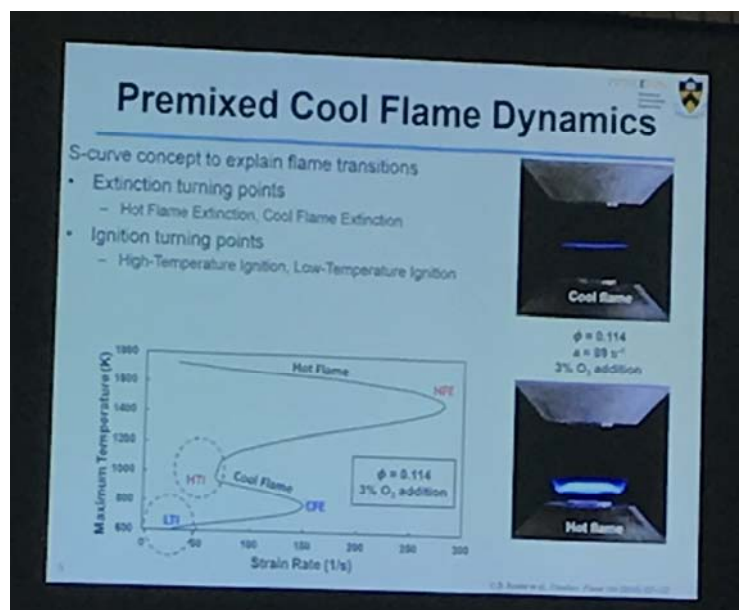 Premixed Cool Flame Dynamics
S-curve concept to explain flame transitions
• Extinction turning points
– Hot Flame Extinction, Cool Flame Extinction
• Ignition turning points
– High-Temperature Ignition, Low-Temperature Ignition
Cool flame
ϕ = 0.114
a = 89 s⁻¹
3% O₃ addition
Hot flame
Maximum Temperature (K)
1800
1600
1400
1200
1000
800
600
Hot Flame
HFE
HTI
Cool Flame
CFE
LTI
ϕ = 0.114
3% O₃ addition
0
50
100
150
200
250
300
Strain Rate (1/s)